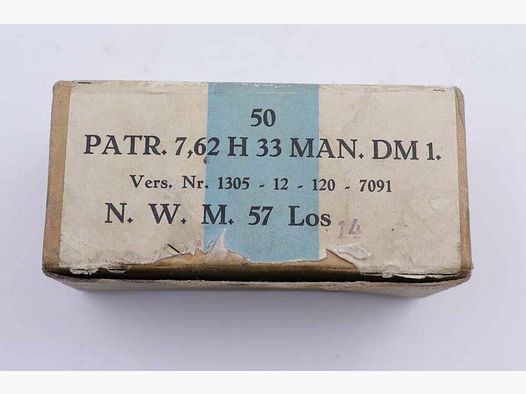 50
PATR. 7,62 H 33 MAN. DM 1.
Vers. Nr. 1305 - 12 - 120 - 7091
N. W. M. 57 Los 14